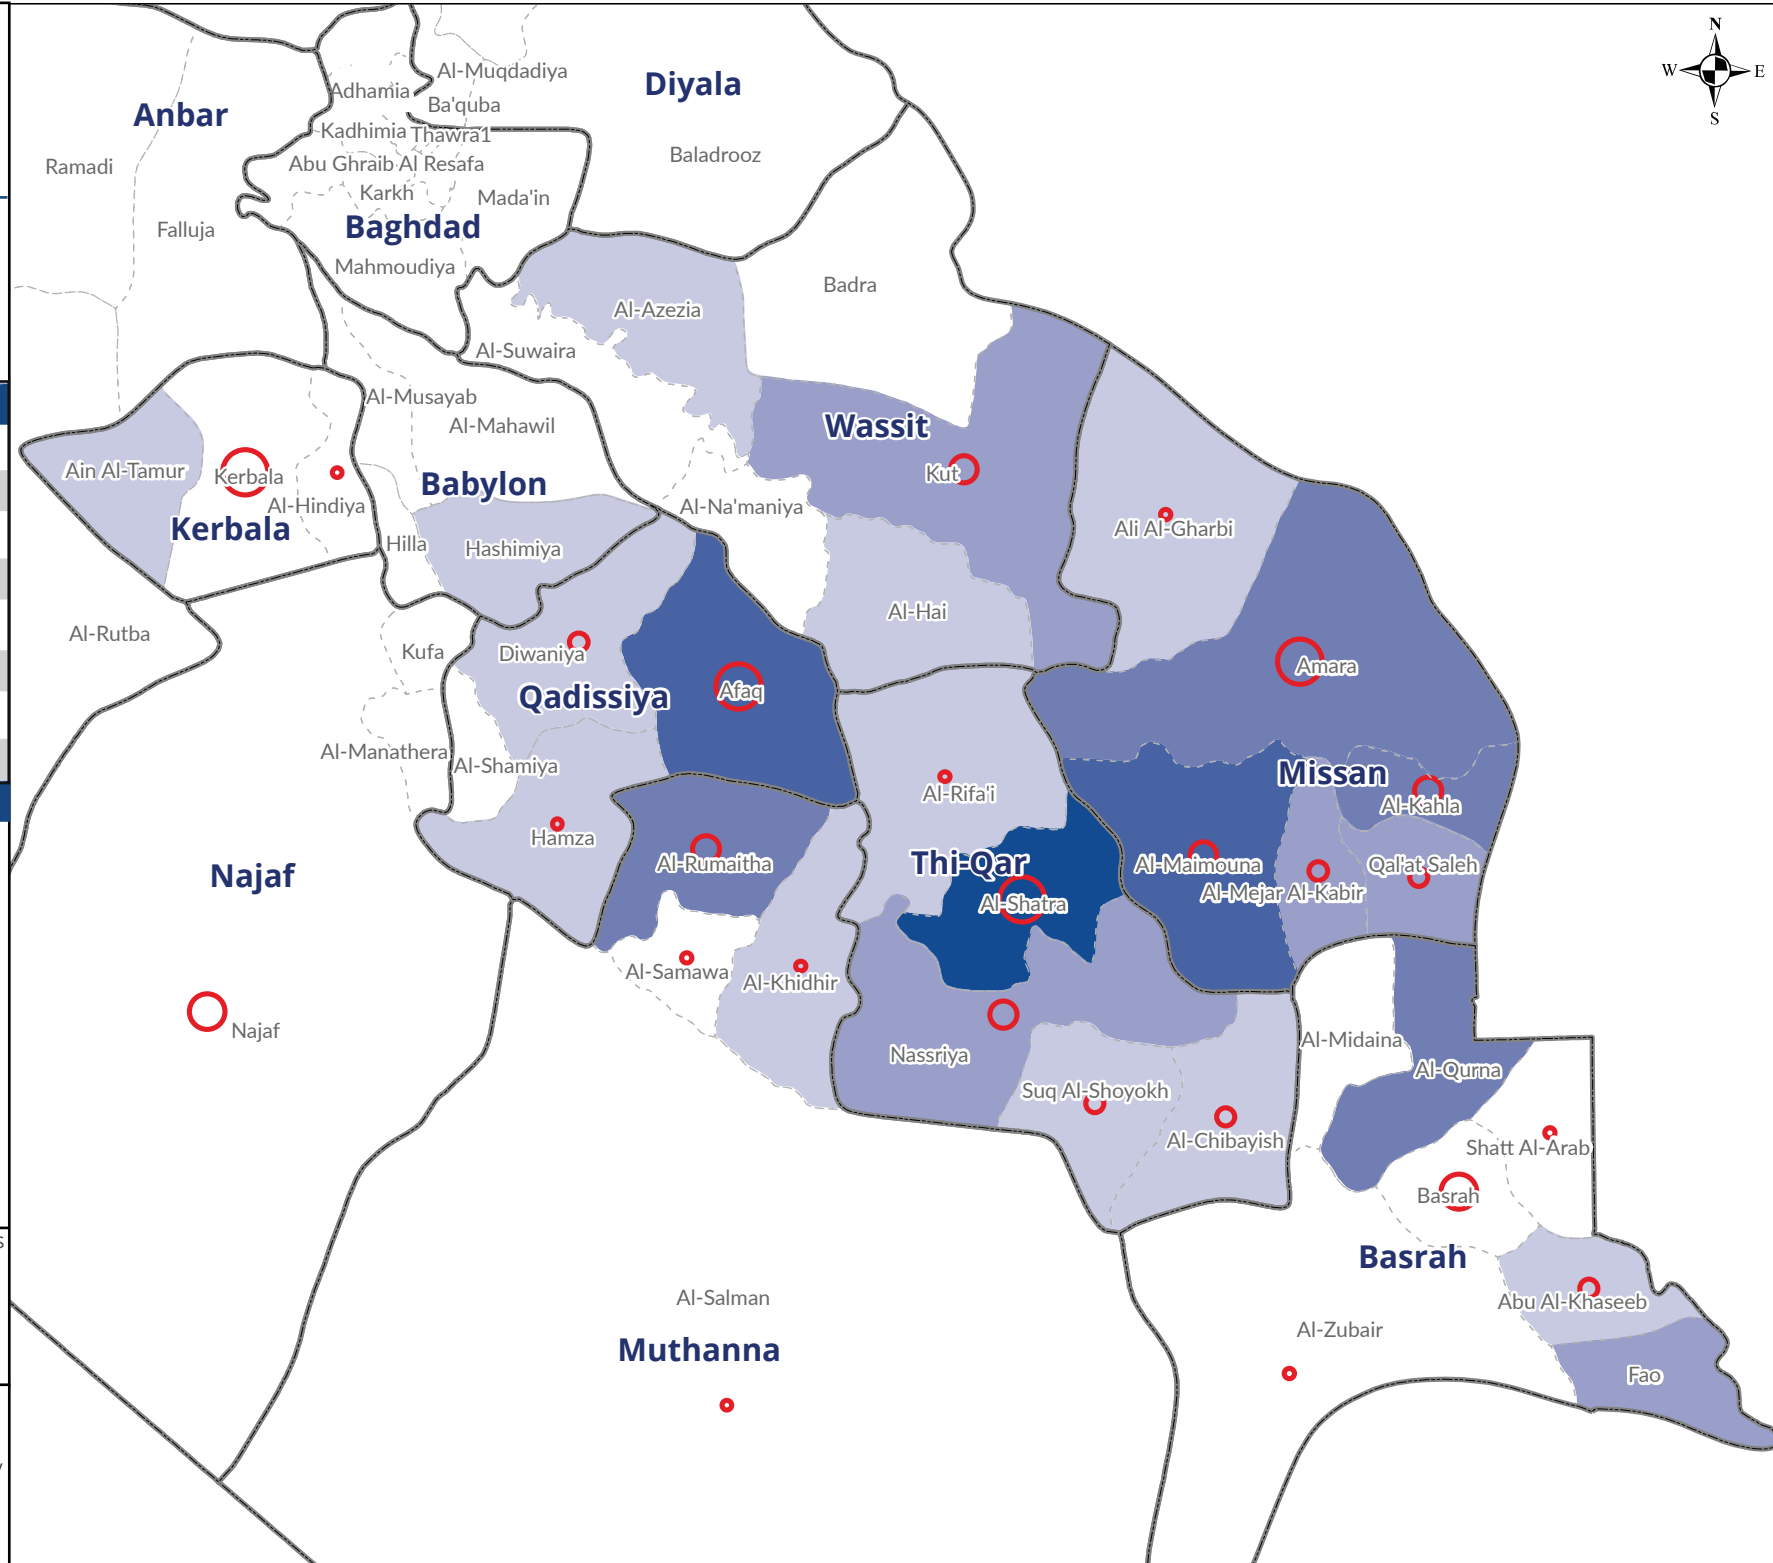 N
W E
S
Al-Muqdadiya
Diyala
Adhamia
Ba'quba
Anbar
Kadhimia Thawra1
Baladrooz
Ramadi
Abu Ghraib Al Resafa
Karkh
Mada'in
Falluja
Baghdad
Mahmoudiya
Badra
Al-Azezia
Al-Suwaira
Al-Musayab
Al-Mahawil
Wassit
Ain Al-Tamur
Kerbala
Kut
Babylon
Al-Hindiya
Al-Na'maniya
Kerbala
Ali Al-Gharbi
Hilla
Hashimiya
Al-Hai
Al-Rutba
Kufa
Diwaniya
Amara
Qadissiya
Afaq
Al-Manathera
Al-Shamiya
Missan
Al-Rifa'i
Al-Kahla
Hamza
Al-Rumaitha
Thi-Qar
Al-Maimouna
Qal'at Saleh
Najaf
Al-Mejar Al-Kabir
Al-Shatra
Al-Samawa
Al-Khidhir
Najaf
Al-Midaina
Nassriya
Al-Qurna
Suq Al-Shoyokh
Al-Chibayish
Shatt Al-Arab
Basrah
s
Basrah
Al-Salman
Abu Al-Khaseeb
Al-Zubair
Muthanna
Fao